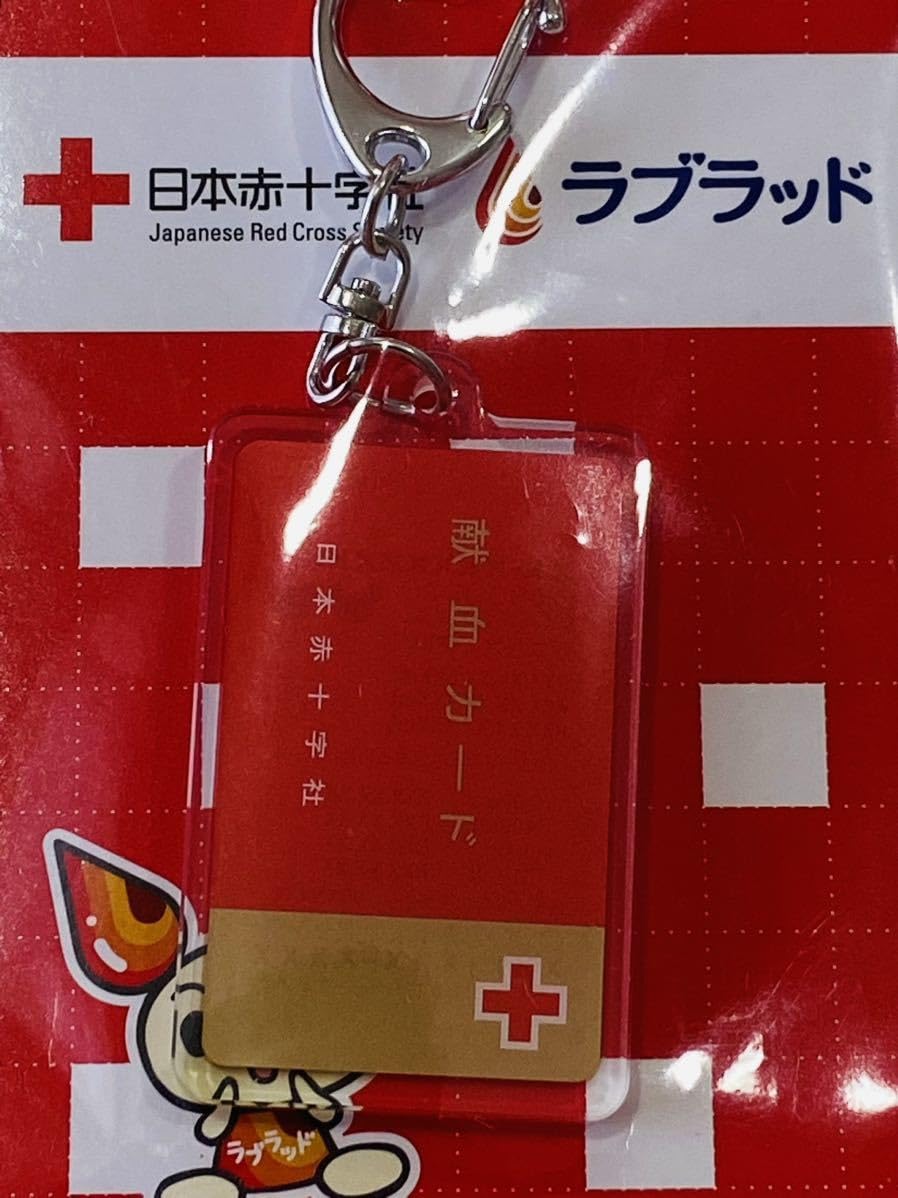 日本赤十字社
Japanese Red Cross Society
ラブラッド
献血カード
日本赤十字社
ラブラッド